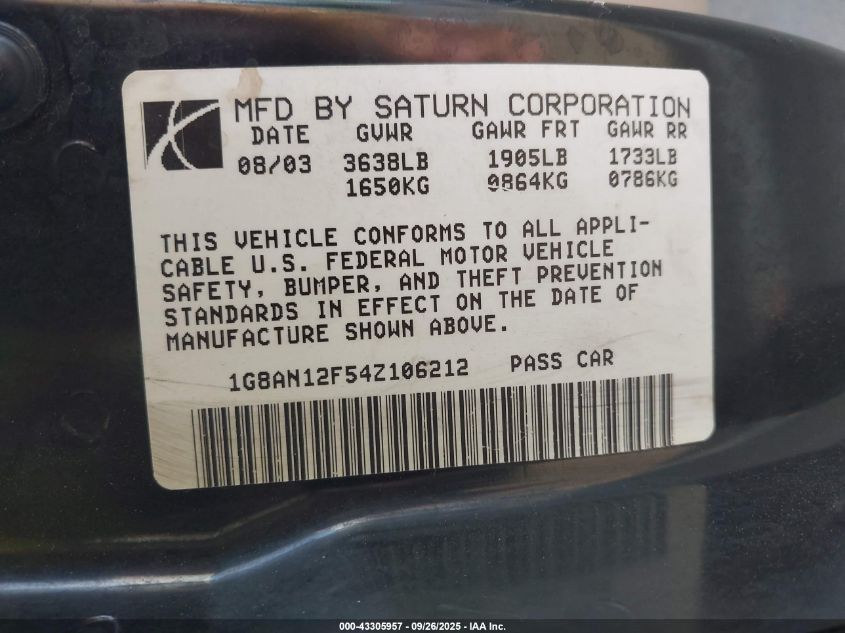 MFD BY SATURN CORPORATION
DATE GVWR GAWR FRT GAWR RR
08/03 3638LB 1905LB 1733LB
1650KG 0864KG 0786KG
THIS VEHICLE CONFORMS TO ALL APPLI-
CABLE U.S. FEDERAL MOTOR VEHICLE
SAFETY, BUMPER, AND THEFT PREVENTION
STANDARDS IN EFFECT ON THE DATE OF
MANUFACTURE SHOWN ABOVE.
1G8AN12F54Z106212 PASS CAR
000-43305957 - 09/26/2025 - IAA Inc.